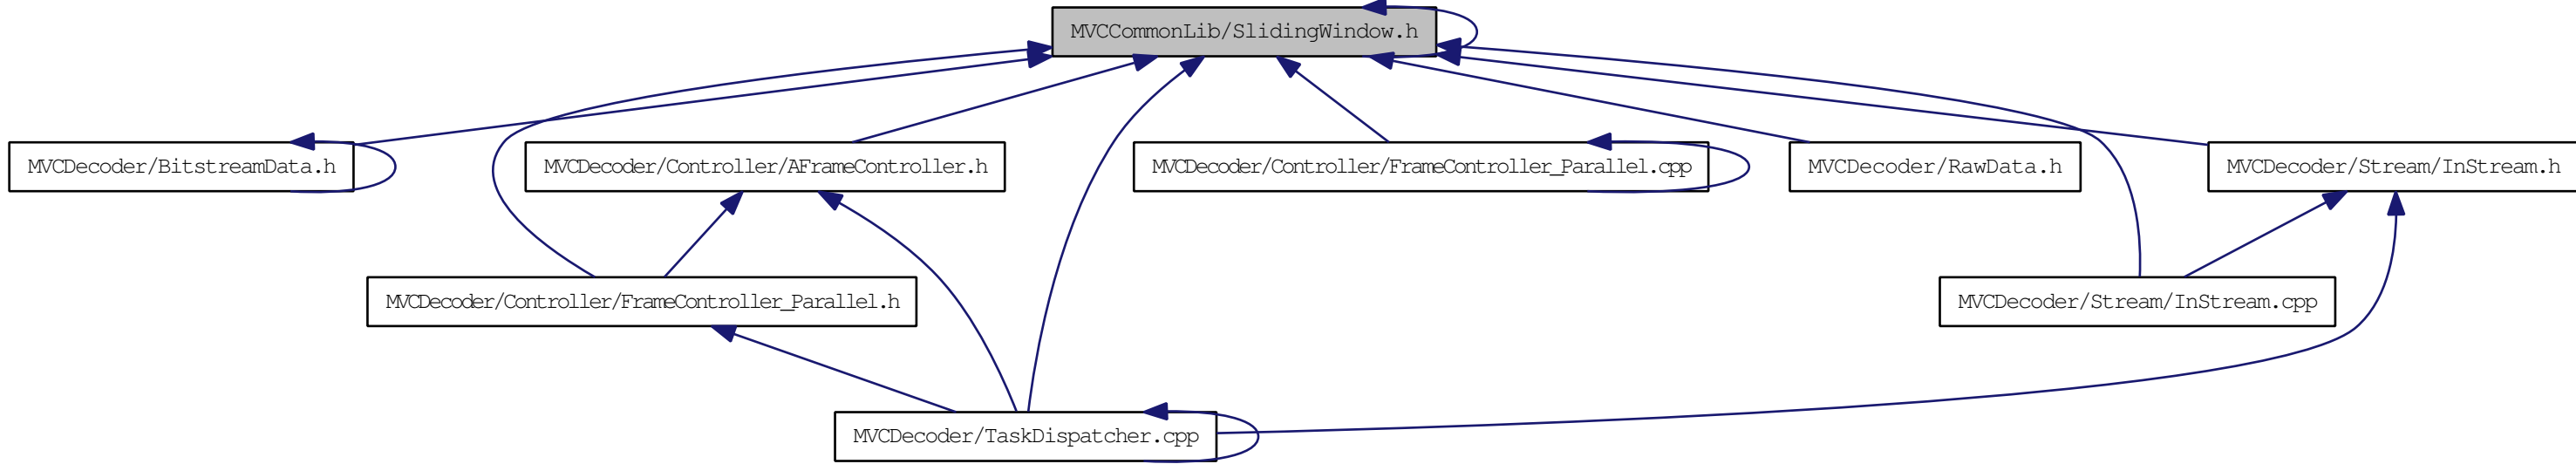 MVCCommonLib/SlidingWindow.h
MVCDecoder/BitstreamData.h
MVCDecoder/Controller/AFrameController.h
MVCDecoder/Controller/FrameController_Parallel.cpp
MVCDecoder/RawData.h
MVCDecoder/Stream/InStream.h
MVCDecoder/Controller/FrameController_Parallel.h
MVCDecoder/Stream/InStream.cpp
MVCDecoder/TaskDispatcher.cpp